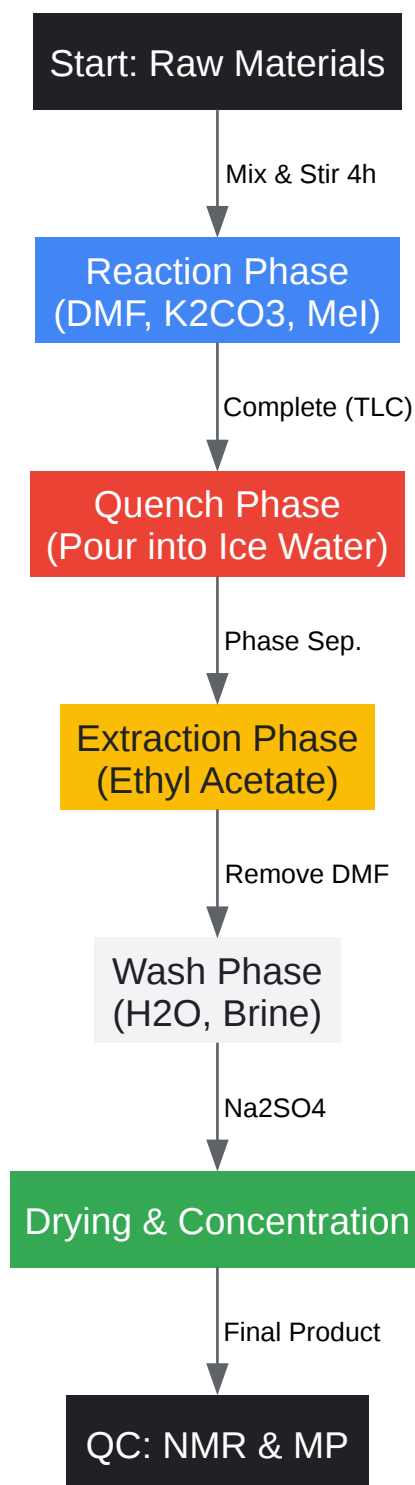 Start: Raw Materials
Mix & Stir 4h
Reaction Phase
(DMF, K2CO3, MeI)
Complete (TLC)
Quench Phase
(Pour into Ice Water)
Phase Sep.
Extraction Phase
(Ethyl Acetate)
Remove DMF
Wash Phase
(H2O, Brine)
Na2SO4
Drying & Concentration
Final Product
QC: NMR & MP